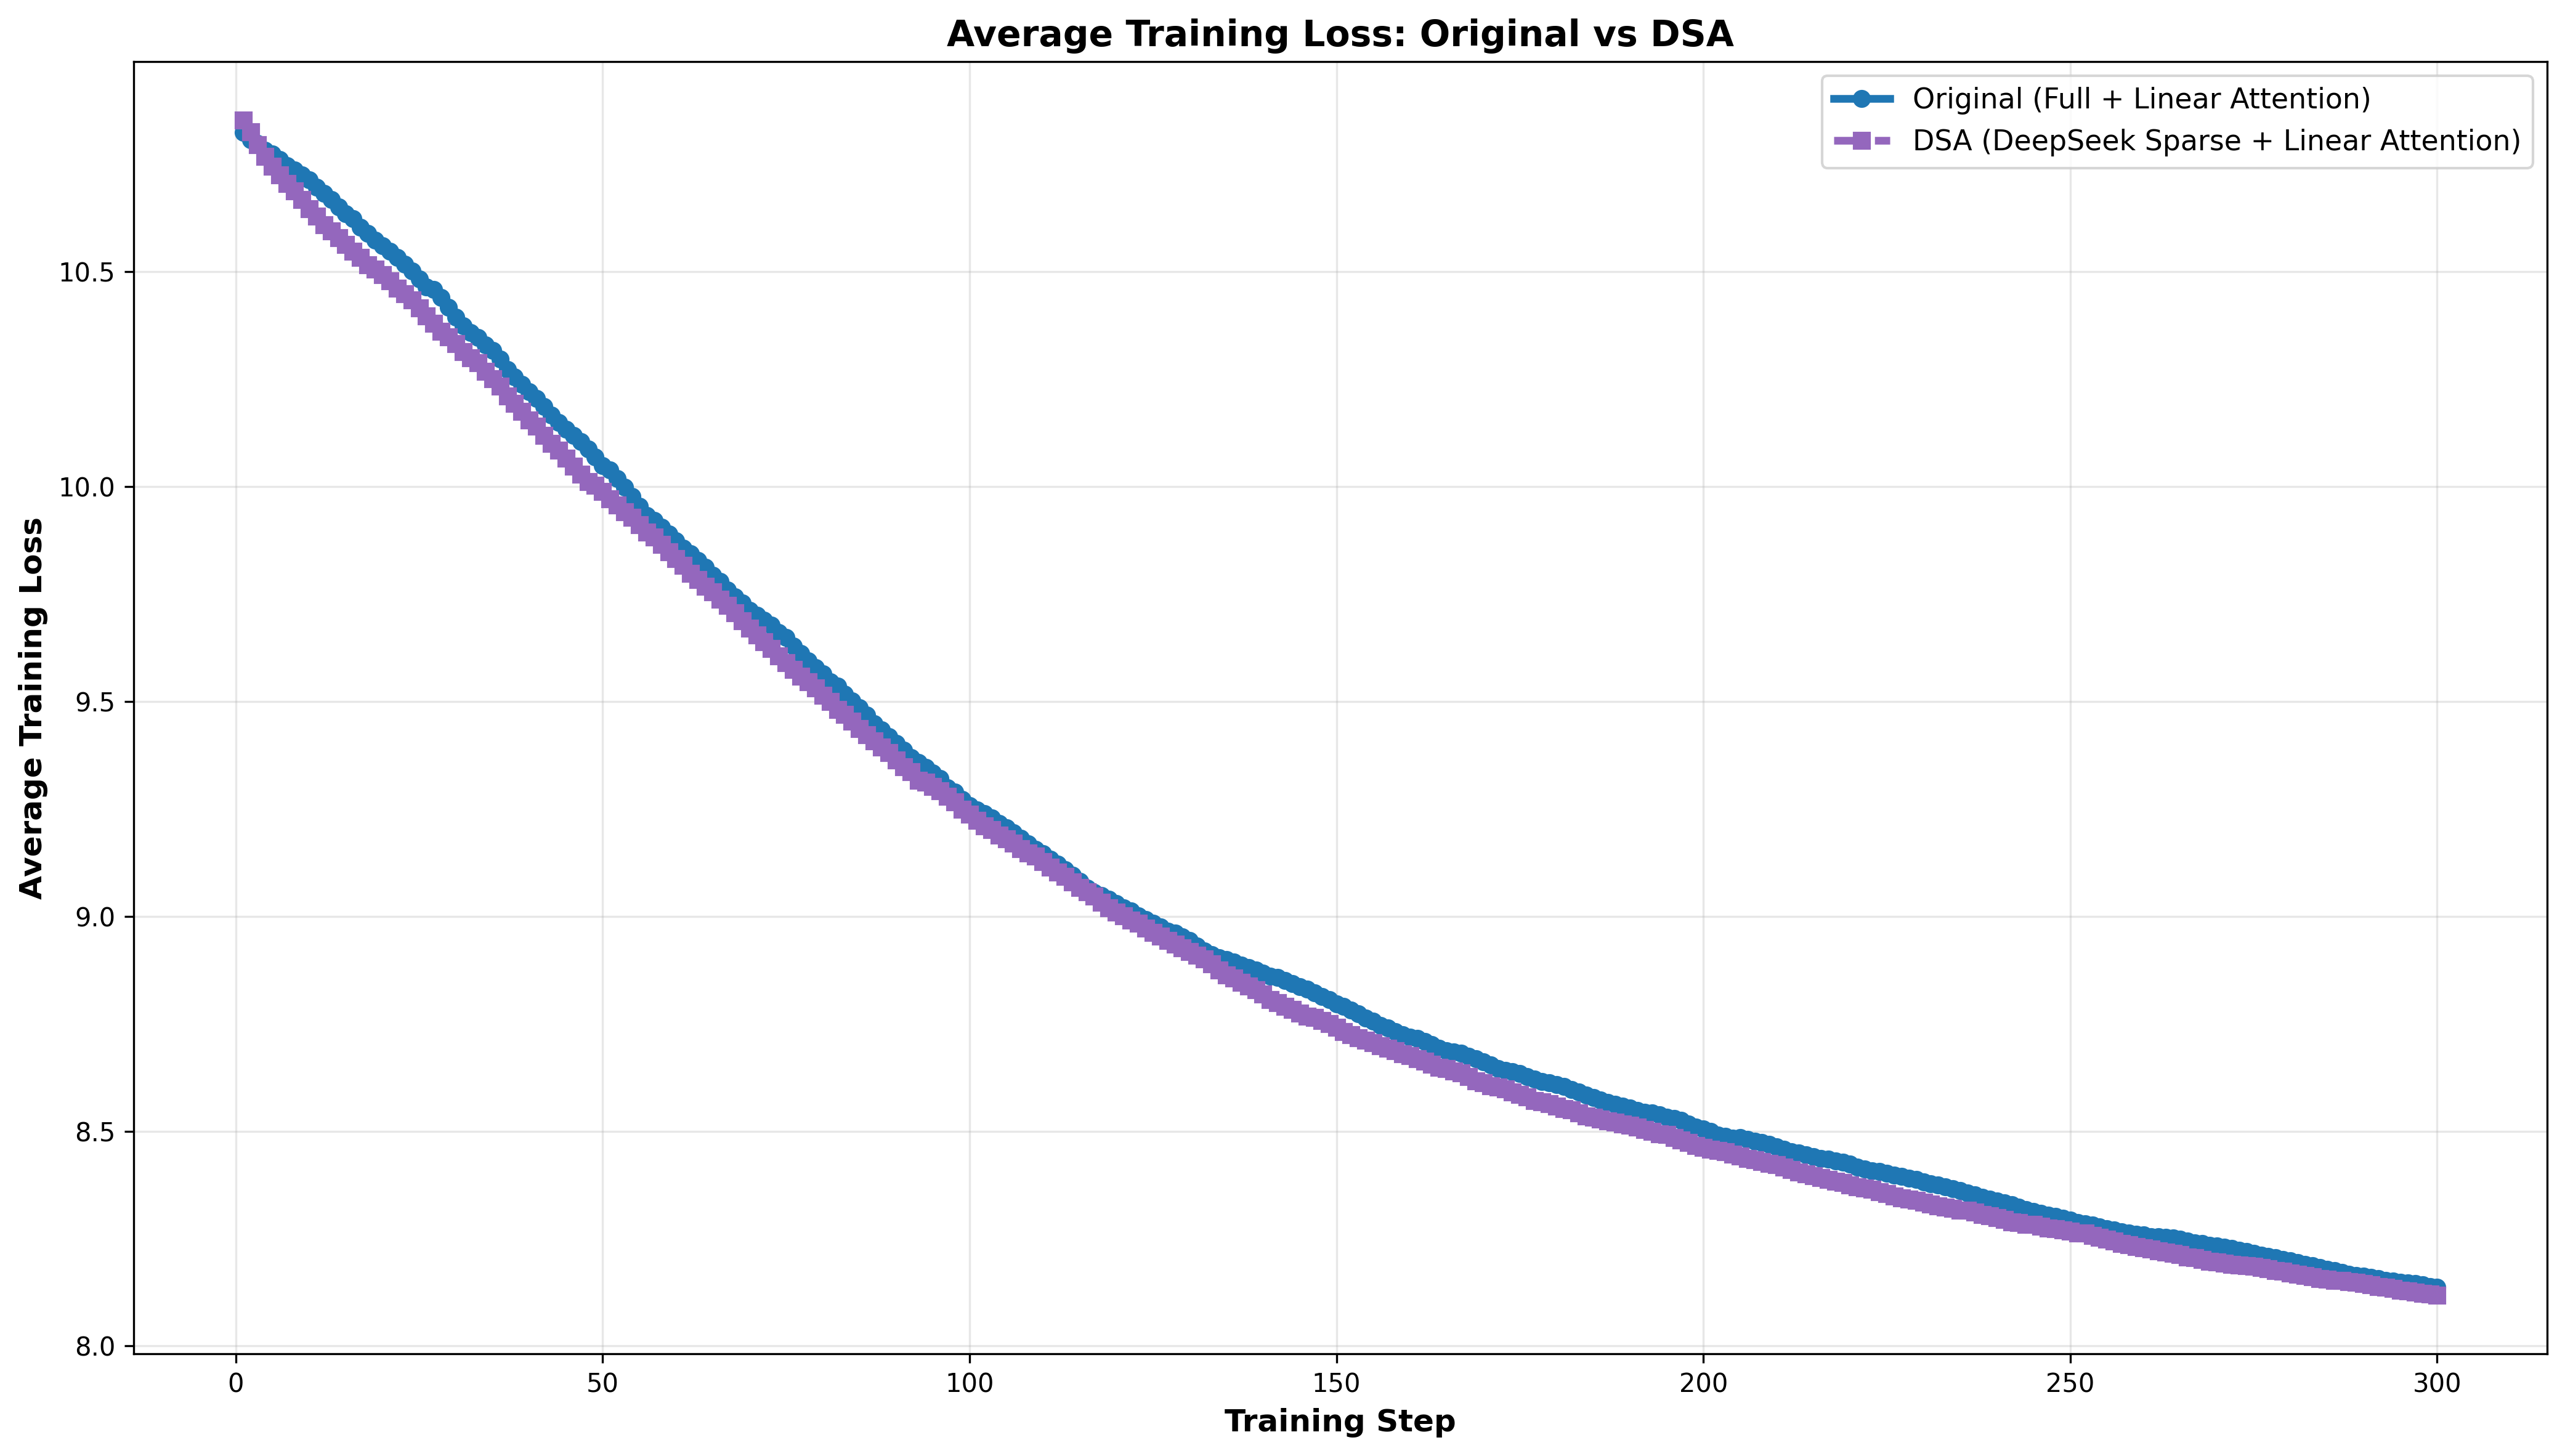 Average Training Loss: Original vs DSA
Original (Full + Linear Attention)
DSA (DeepSeek Sparse + Linear Attention)
Average Training Loss
10.5
10.0
9.5
9.0
8.5
8.0
0 50 100 150 200 250 300
Training Step